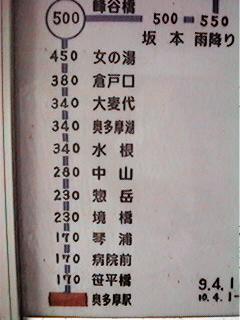 峰谷橋
500 500 550
坂本 雨降り
450 女の湯
380 倉戸口
340 大麦代
340 奥多摩湖
340 水根
280 中山
230 惣岳
230 境橋
170 琴浦
170 病院前
170 笹平橋
奥多摩駅
9.4.1
10.4.1-